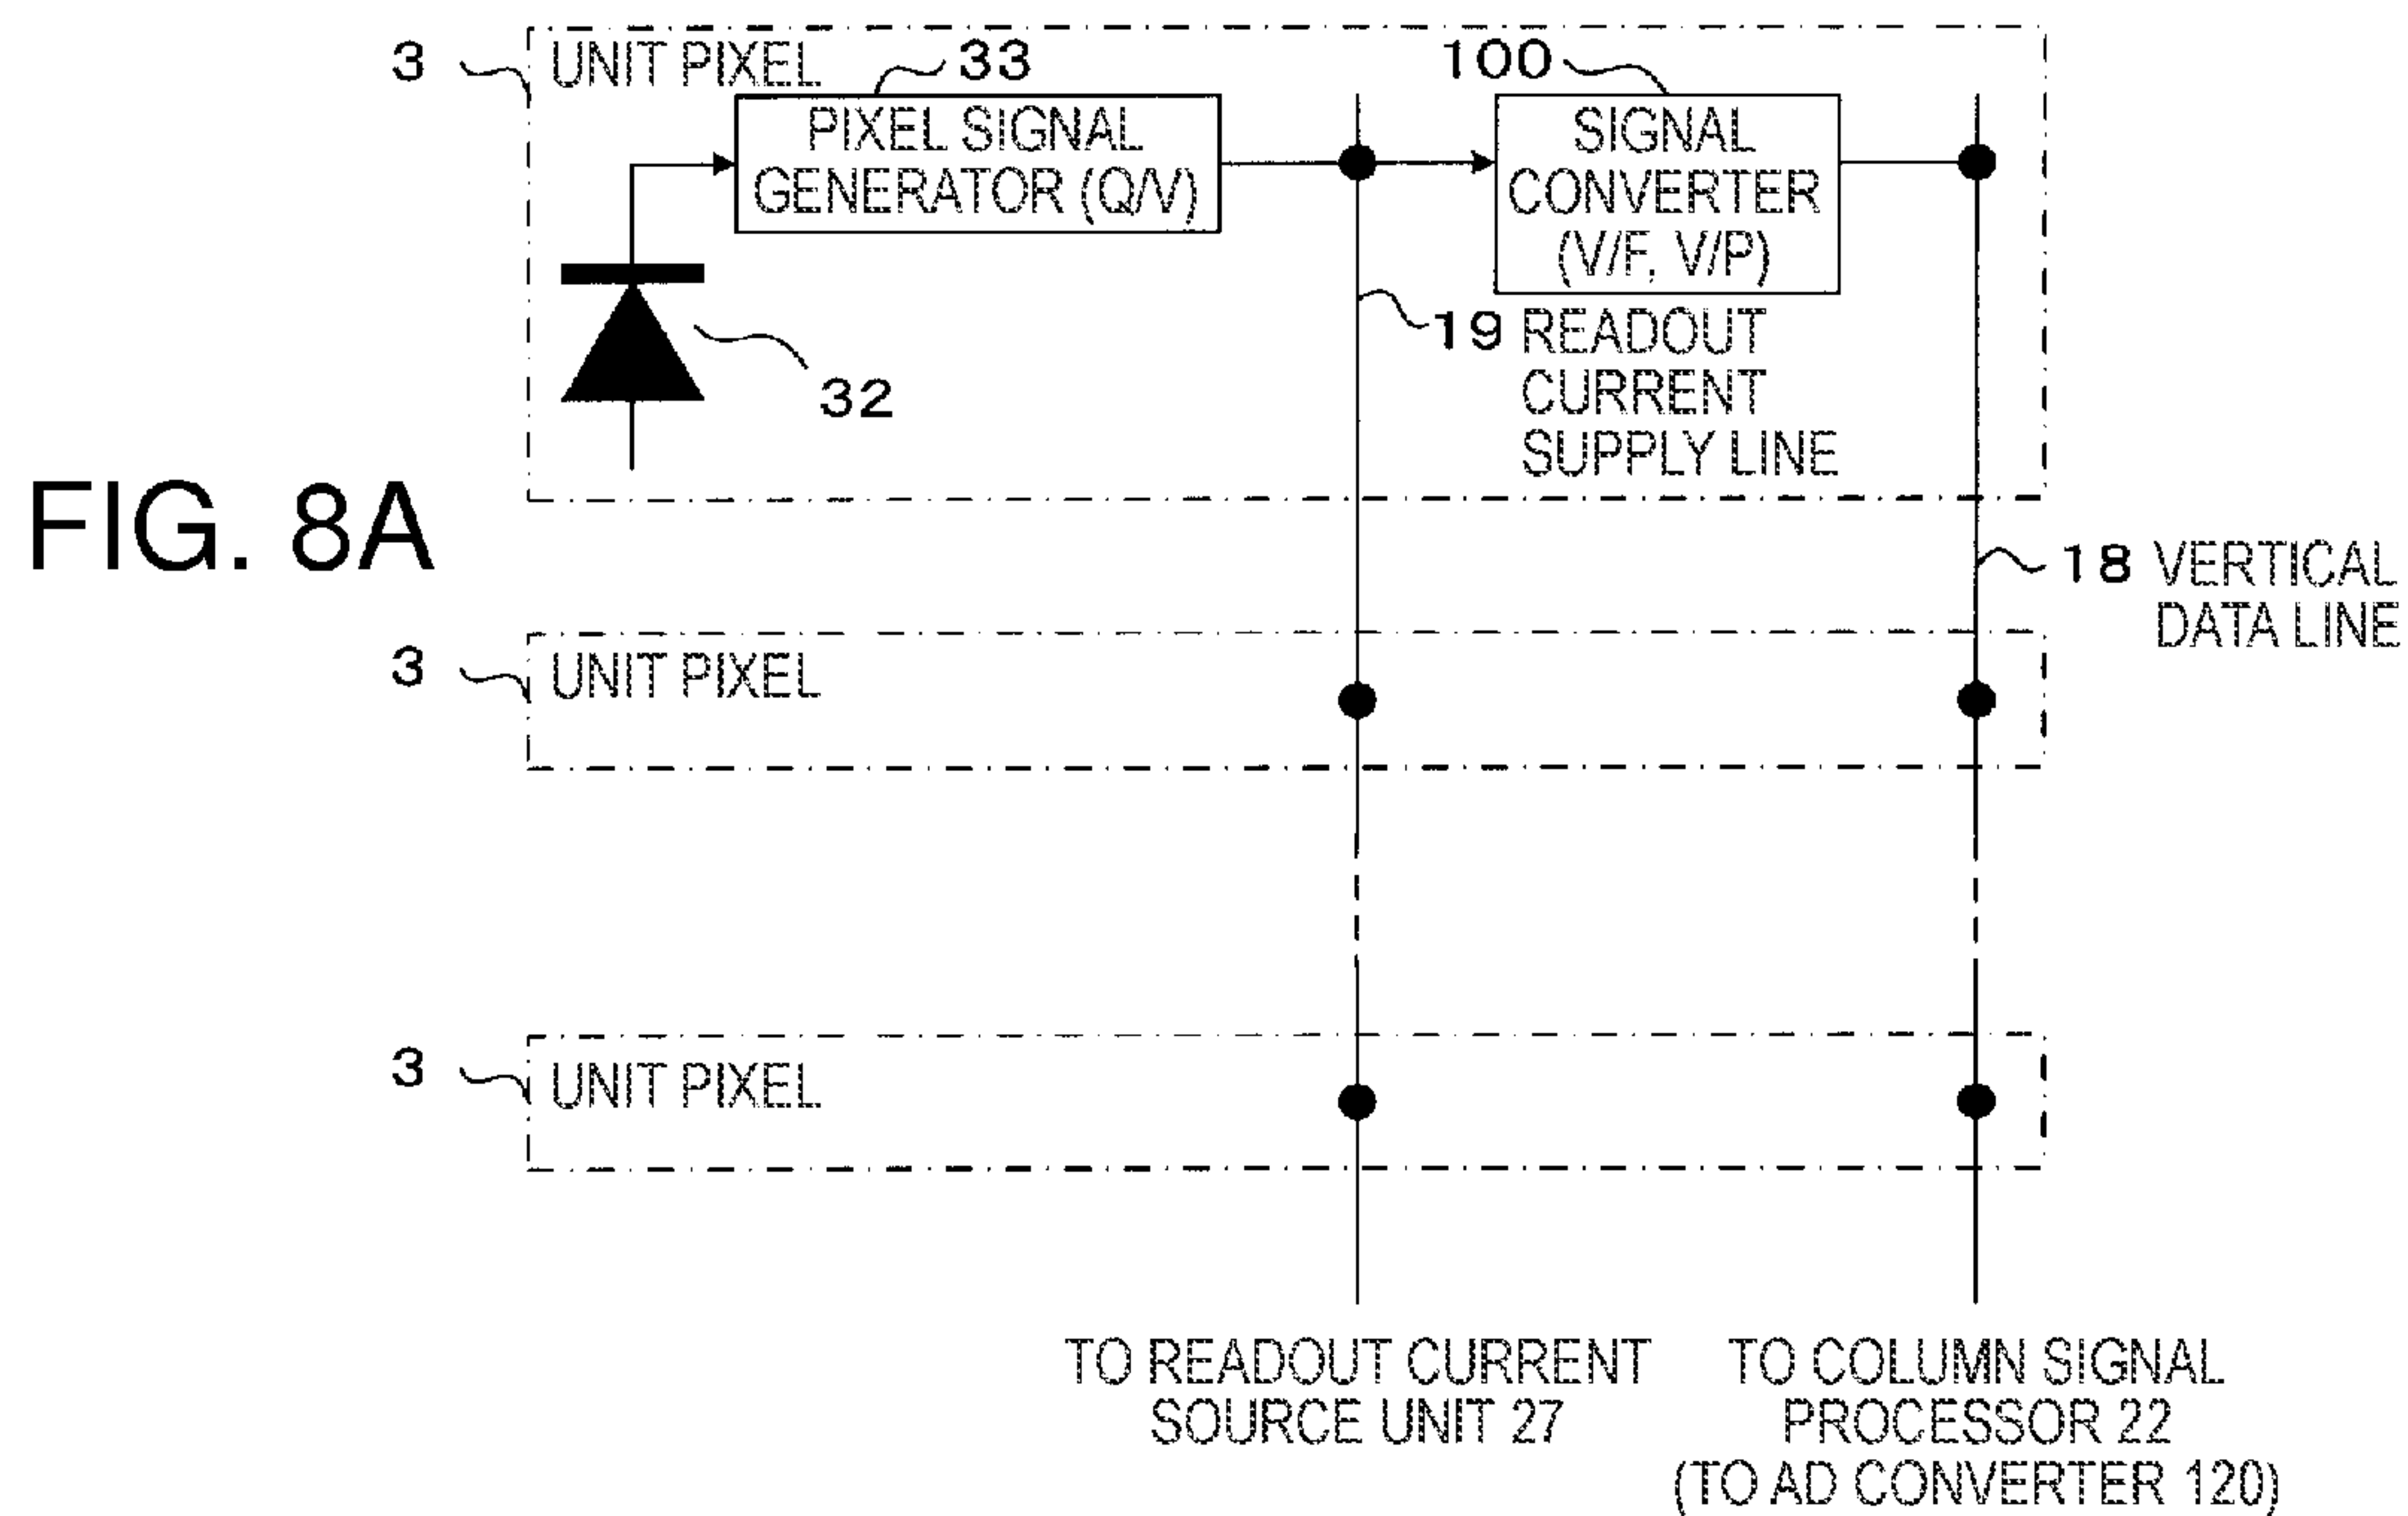 3 UNIT PIXEL
33
100
PIXEL SIGNAL
GENERATOR (Q/V)
SIGNAL
CONVERTER
(V/F, V/P)
32
19 READOUT
CURRENT
SUPPLY LINE
FIG. 8A
18 VERTICAL
DATA LINE
3 UNIT PIXEL
3 UNIT PIXEL
TO READOUT CURRENT
SOURCE UNIT 27
TO COLUMN SIGNAL
PROCESSOR 22
(TO AD CONVERTER 120)